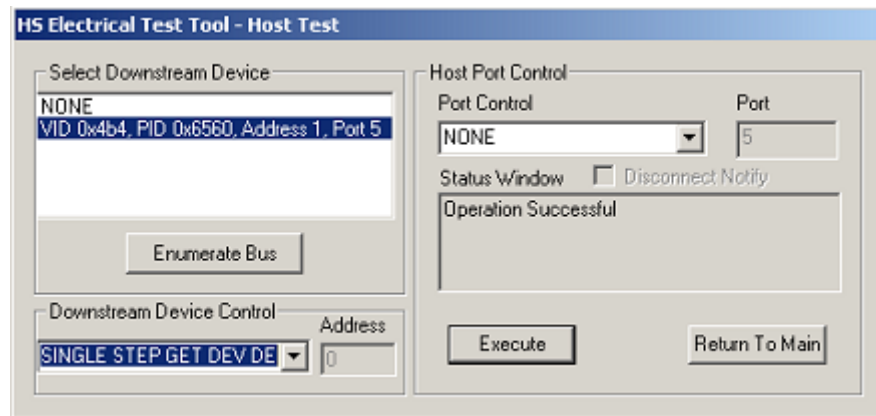 HS Electrical Test Tool - Host Test
Select Downstream Device
NONE
VID 0x4b4, PID 0x6560, Address 1, Port 5
Enumerate Bus
Downstream Device Control
Address
SINGLE STEP GET DEV DE
0
Host Port Control
Port Control
Port
NONE
5
Status Window
Disconnect Notify
Operation Successful
Execute
Return To Main